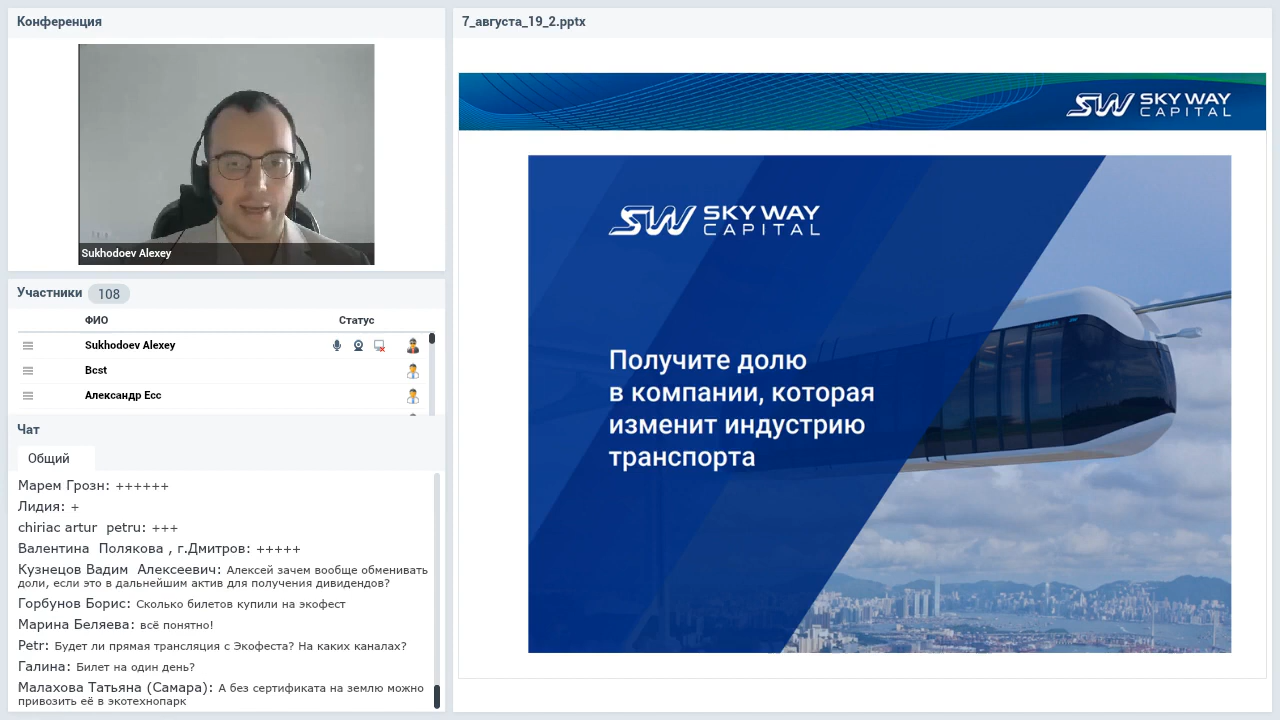 Конференция
Sukhodoev Alexey
Участники 108
ФИО Статус
Sukhodoev Alexey
Bcst
Александр Есс
Чат
Общий
Марем Грозн: ++++++
Лидия: +
chiriac artur petru: +++
Валентина Полякова , г.Дмитров: +++++
Кузнецов Вадим Алексеевич: Алексей зачем вообще обменивать
доли, если это в дальнейшим актив для получения дивидендов?
Горбунов Борис: Сколько билетов купили на экофест
Марина Беляева: всё понятно!
Petr: Будет ли прямая трансляция с Экофеста? На каких каналах?
Галина: Билет на один день?
Малахова Татьяна (Самара): А без сертификата на землю можно
привозить её в экотехнопарк
7_августа_19_2.pptx
SW SKY WAY
CAPITAL
SW SKY WAY
CAPITAL
Получите долю
в компании, которая
изменит индустрию
транспорта